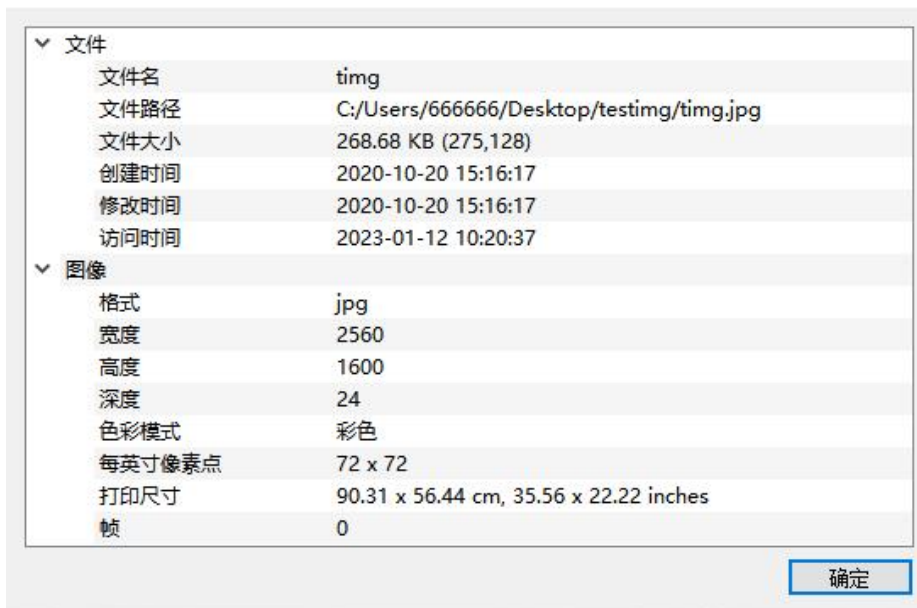 文件
文件名 timg
文件路径 C:/Users/666666/Desktop/testimg/timg.jpg
文件大小 268.68 KB (275,128)
创建时间 2020-10-20 15:16:17
修改时间 2020-10-20 15:16:17
访问时间 2023-01-12 10:20:37
图像
格式 jpg
宽度 2560
高度 1600
深度 24
色彩模式 彩色
每英寸像素点 72 x 72
打印尺寸 90.31 x 56.44 cm, 35.56 x 22.22 inches
帧 0
确定